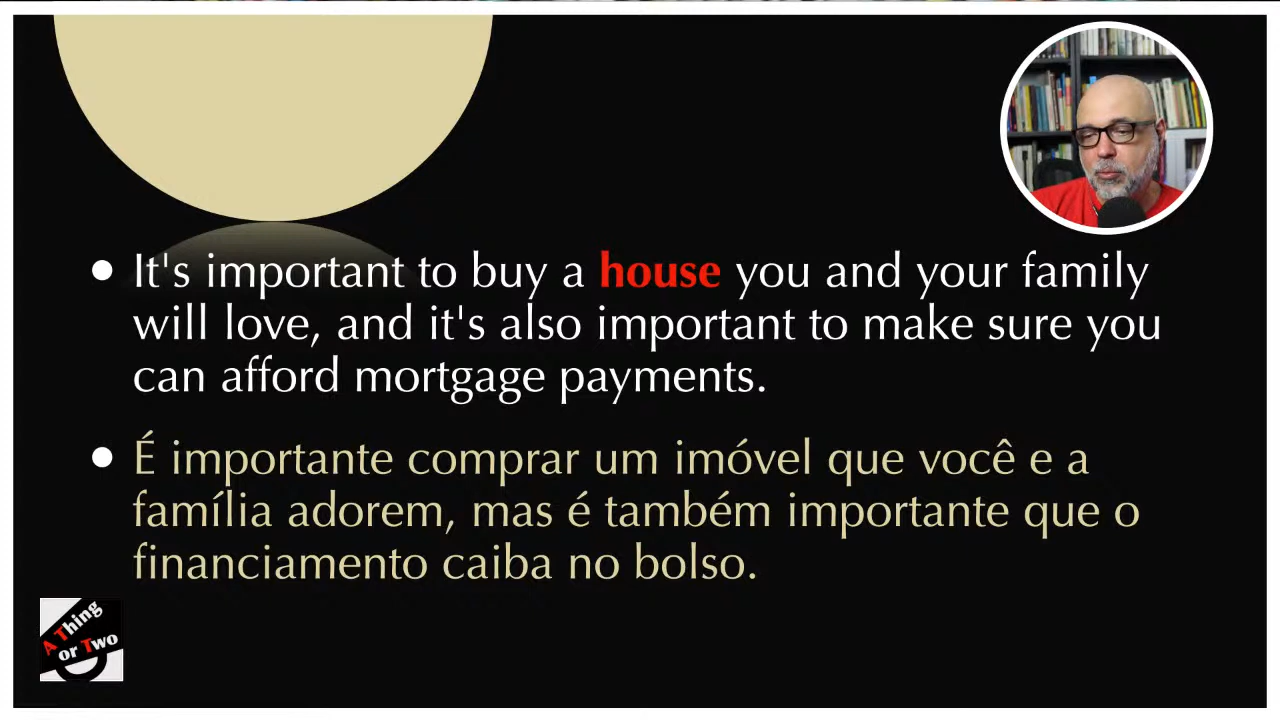 It's important to buy a house you and your family
will love, and it's also important to make sure you
can afford mortgage payments.
É importante comprar um imóvel que você e a
família adorem, mas é também importante que o
financiamento caiba no bolso.
A Thing
or Two